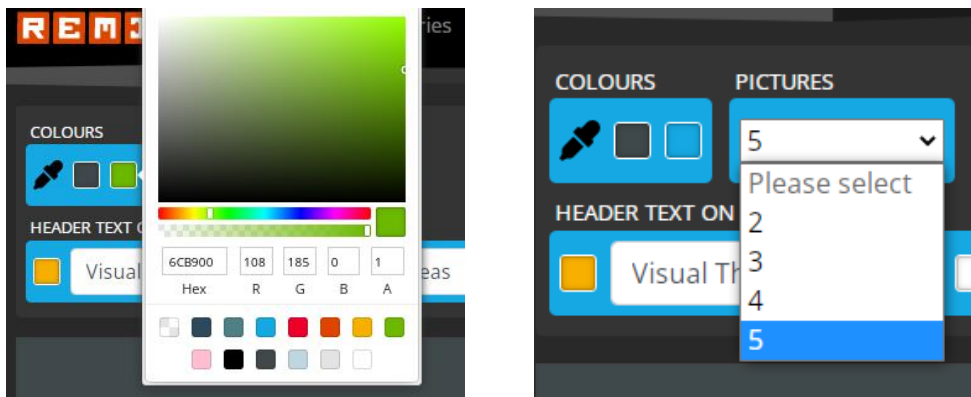 REM
ries
COLOURS
HEADER TEXT
Visual
eas
6CB900 108 185 0 1
Hex R G B A
COLOURS PICTURES
5
Please select
2
3
4
5
HEADER TEXT ON
Visual Th